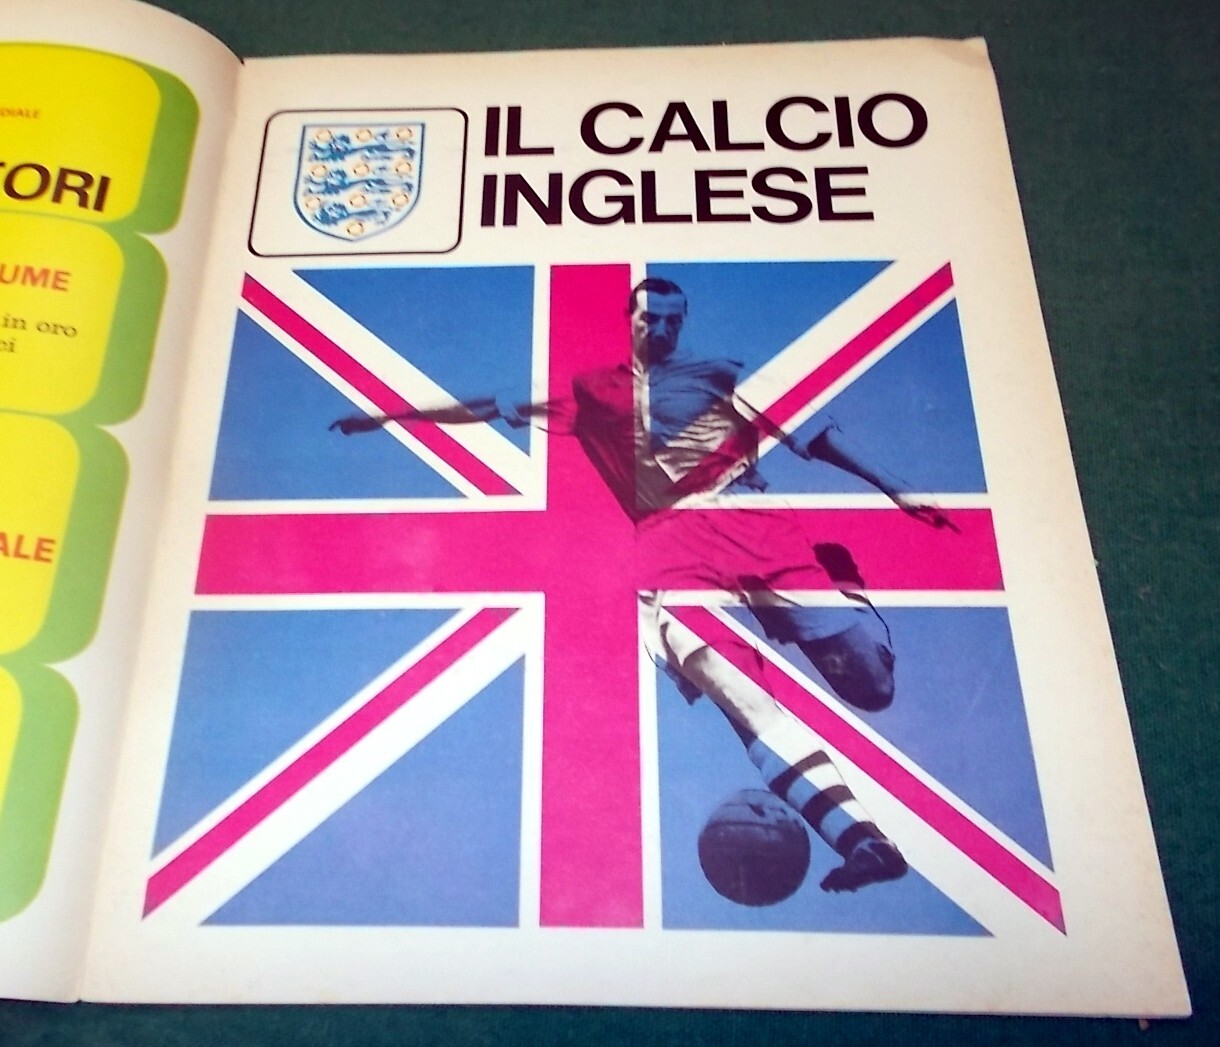 DIALE
TORI
UME
in oro
ci
ALE
IL CALCIO
INGLESE